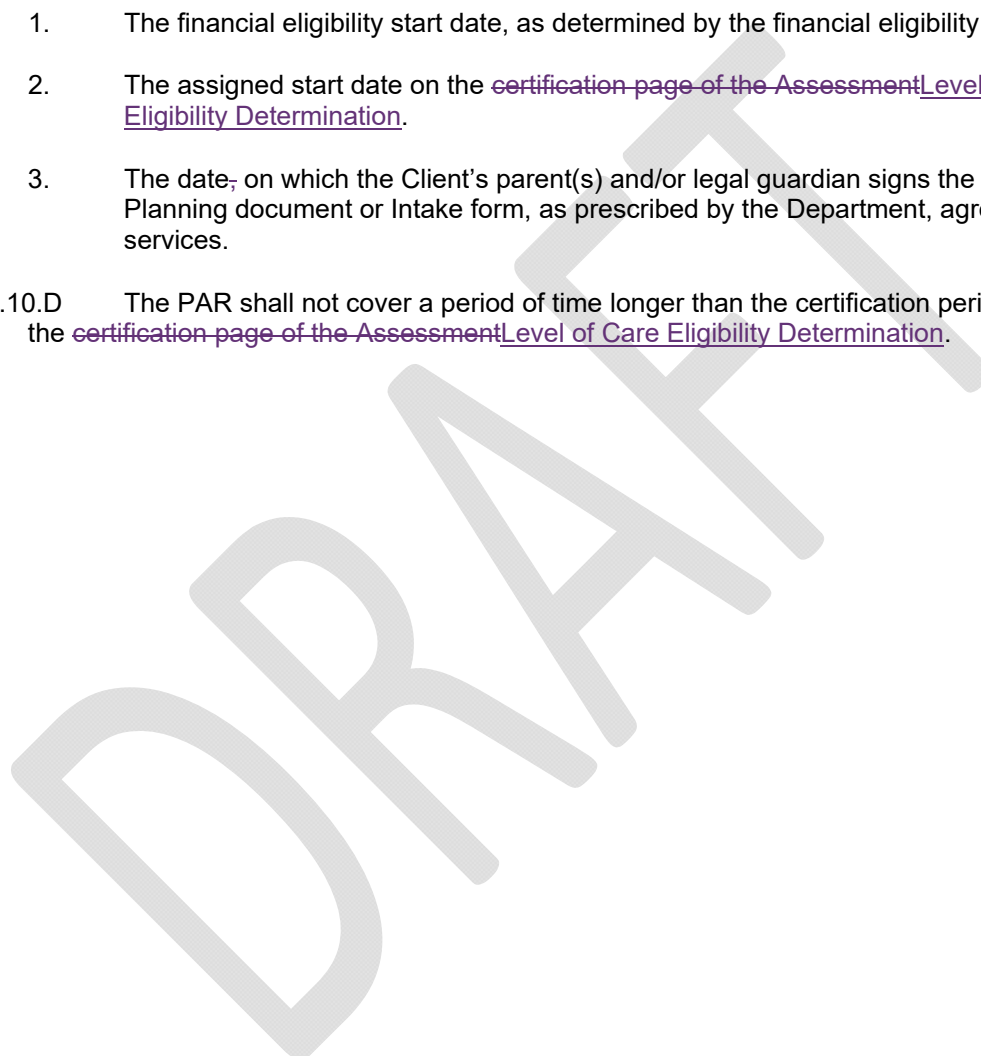 1. The financial eligibility start date, as determined by the financial eligibility
2. The assigned start date on the certification page of the AssessmentLevel
Eligibility Determination.
3. The date, on which the Client’s parent(s) and/or legal guardian signs the
Planning document or Intake form, as prescribed by the Department, agre
services.
.10.D The PAR shall not cover a period of time longer than the certification peri
the certification page of the AssessmentLevel of Care Eligibility Determination.
DRAFT